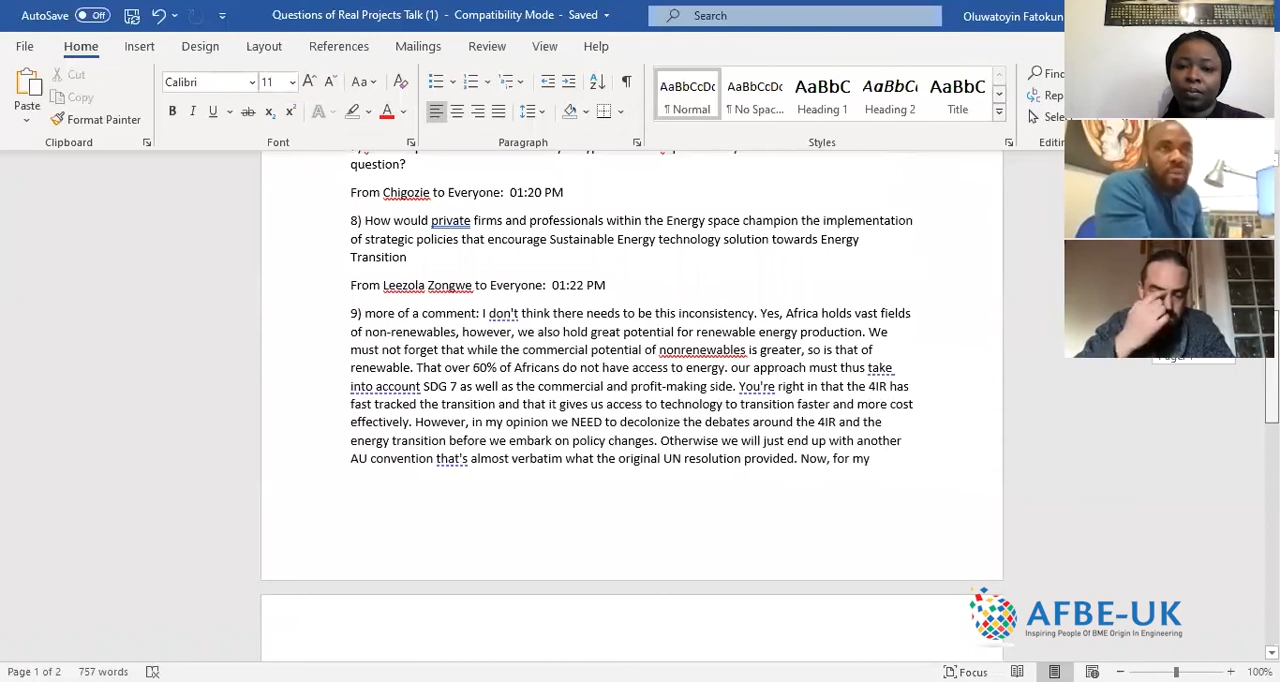 AutoSave Off Questions of Real Projects Talk (1) - Compatibility Mode - Saved Search Oluwatoyin Fatokun
File Home Insert Design Layout References Mailings Review View Help
Paste Cut Copy Format Painter
Calibri 11
AaBbCcDc AaBbCcDc AaBbC AaBbCc AaBbC
¶ Normal ¶ No Spac... Heading 1 Heading 2 Title
Find
Rep
Sele
Clipboard Font Paragraph Styles Editing
question?
From Chigozie to Everyone: 01:20 PM
8) How would private firms and professionals within the Energy space champion the implementation
of strategic policies that encourage Sustainable Energy technology solution towards Energy
Transition
From Leezola Zongwe to Everyone: 01:22 PM
9) more of a comment: I don't think there needs to be this inconsistency. Yes, Africa holds vast fields
of non-renewables, however, we also hold great potential for renewable energy production. We
must not forget that while the commercial potential of nonrenewables is greater, so is that of
renewable. That over 60% of Africans do not have access to energy. our approach must thus take
into account SDG 7 as well as the commercial and profit-making side. You're right in that the 4IR has
fast tracked the transition and that it gives us access to technology to transition faster and more cost
effectively. However, in my opinion we NEED to decolonize the debates around the 4IR and the
energy transition before we embark on policy changes. Otherwise we will just end up with another
AU convention that's almost verbatim what the original UN resolution provided. Now, for my
AFBE-UK
Inspiring People Of BME Origin In Engineering
Page 1 of 2 757 words Focus 100%